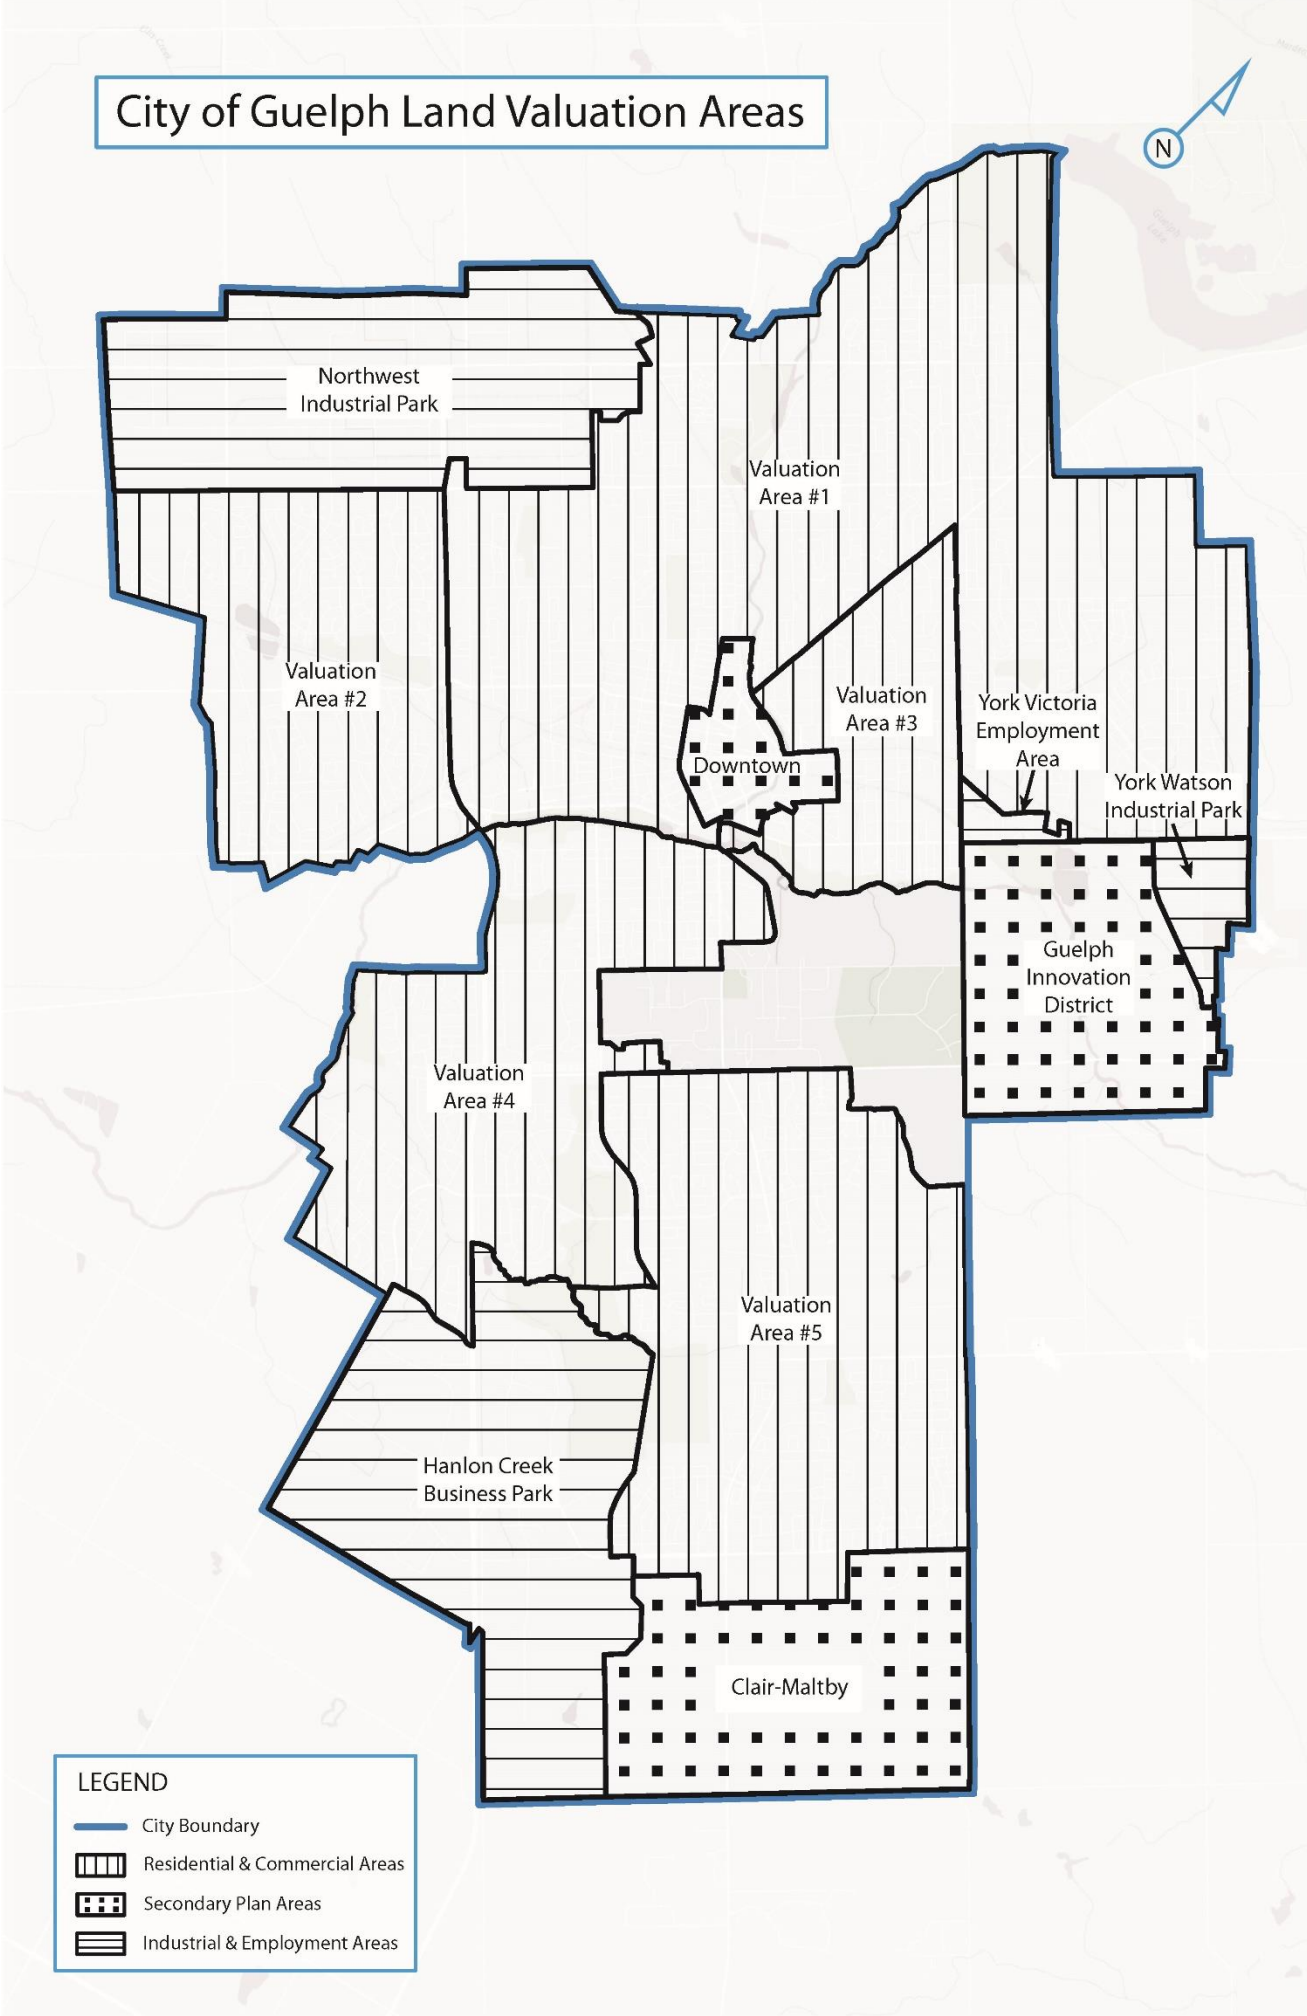 City of Guelph Land Valuation Areas
N
Guelph
Lake
Northwest
Industrial Park
Valuation
Area #1
Valuation
Area #2
Valuation
Area #3
York Victoria
Employment
Area
Downtown
York Watson
Industrial Park
Guelph
Innovation
District
Valuation
Area #4
Valuation
Area #5
Hanlon Creek
Business Park
Clair-Maltby
LEGEND
City Boundary
Residential & Commercial Areas
Secondary Plan Areas
Industrial & Employment Areas